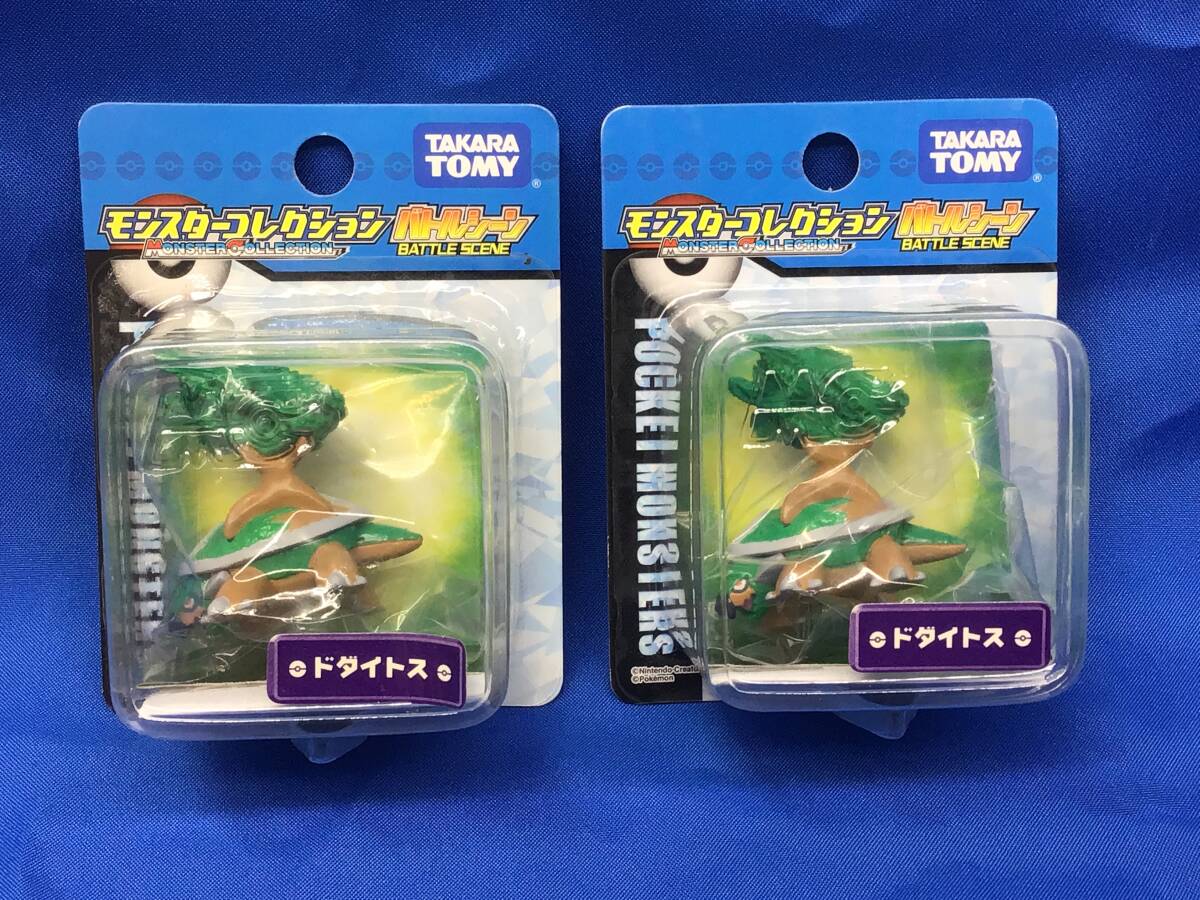 TAKARA
TOMY
®
モンスターコレクション バトルシーン
MONSTER COLLECTION BATTLE SCENE
ドダイトス
TAKARA
TOMY
®
モンスターコレクション バトルシーン
MONSTER COLLECTION BATTLE SCENE
POCKET MONSTERS
ドダイトス
©Nintendo·Creatu
©Pokémon